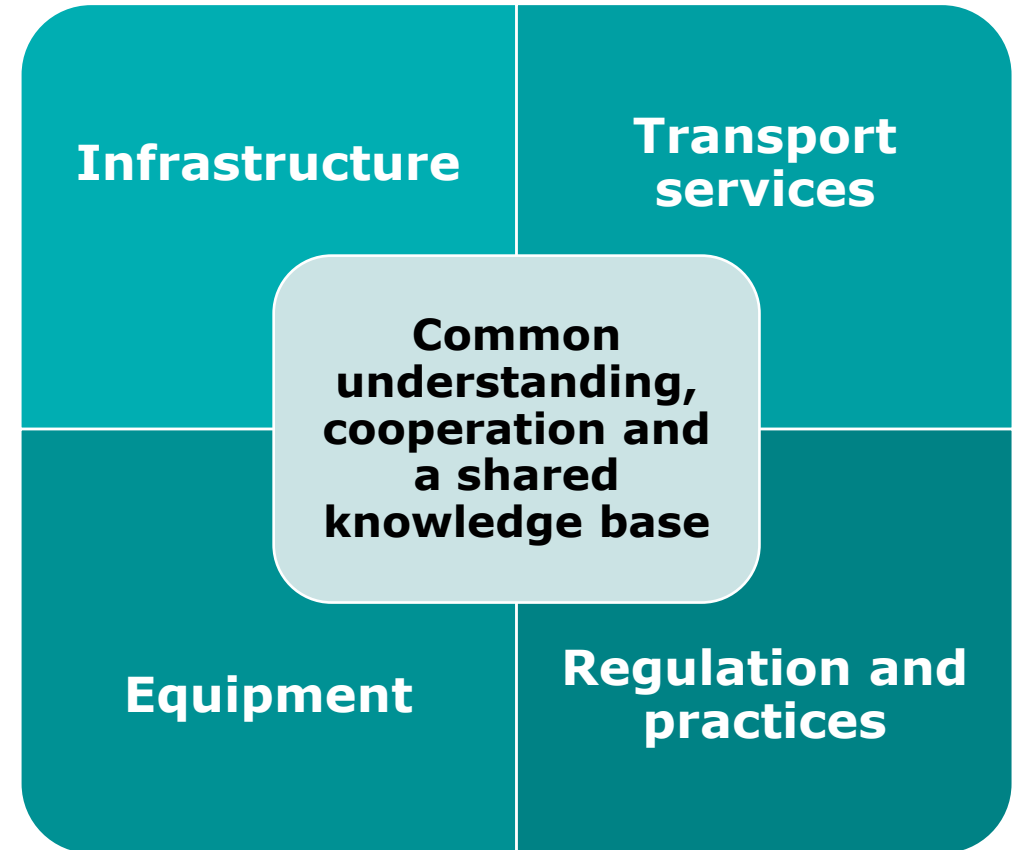 Infrastructure
Transport
services
Common
understanding,
cooperation and
a shared
knowledge base
Equipment
Regulation and
practices